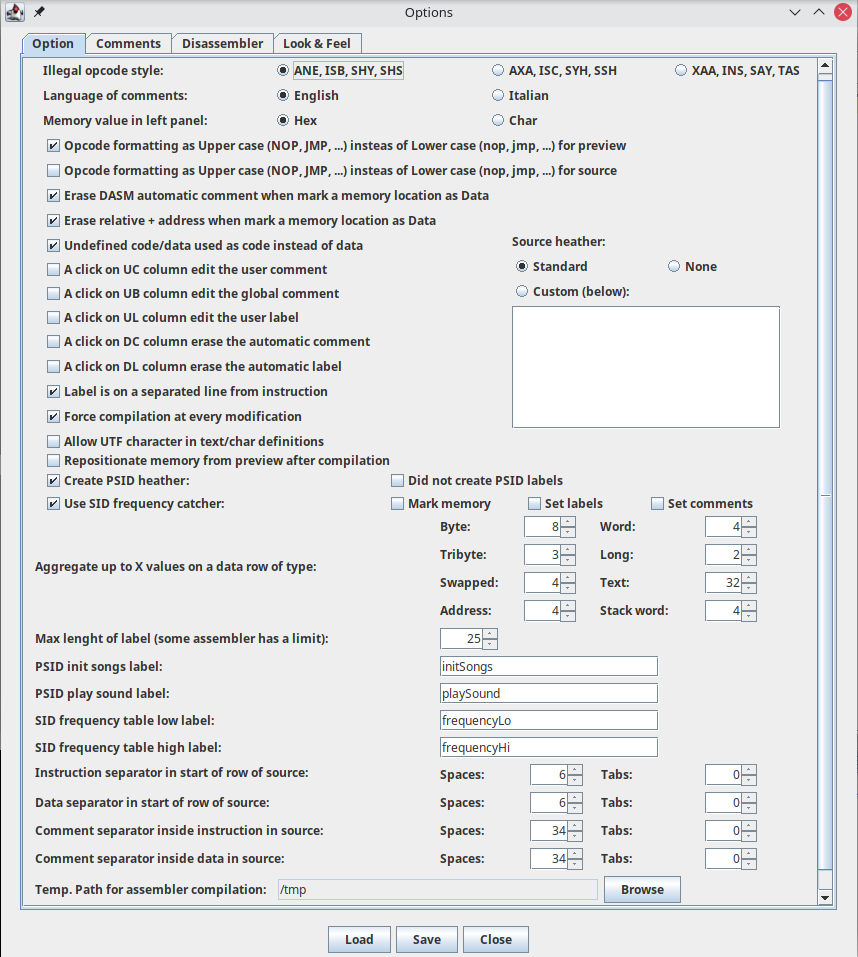 Options
Option Comments Disassembler Look & Feel
Illegal opcode style: ANE, ISB, SHY, SHS AXA, ISC, SYH, SSH XAA, INS, SAY, TAS
Language of comments: English Italian
Memory value in left panel: Hex Char
Opcode formatting as Upper case (NOP, JMP, ...) insteas of Lower case (nop, jmp, ...) for preview
Opcode formatting as Upper case (NOP, JMP, ...) insteas of Lower case (nop, jmp, ...) for source
Erase DASM automatic comment when mark a memory location as Data
Erase relative + address when mark a memory location as Data
Undefined code/data used as code instead of data
A click on UC column edit the user comment
A click on UB column edit the global comment
A click on UL column edit the user label
A click on DC column erase the automatic comment
A click on DL column erase the automatic label
Label is on a separated line from instruction
Force compilation at every modification
Allow UTF character in text/char definitions
Repositionate memory from preview after compilation
Source heather:
Standard None
Custom (below):
Create PSID heather: Did not create PSID labels
Use SID frequency catcher: Mark memory Set labels Set comments
Aggregate up to X values on a data row of type:
Byte: 8 Word: 4
Tribyte: 3 Long: 2
Swapped: 4 Text: 32
Address: 4 Stack word: 4
Max lenght of label (some assembler has a limit): 25
PSID init songs label: initSongs
PSID play sound label: playSound
SID frequency table low label: frequencyLo
SID frequency table high label: frequencyHi
Instruction separator in start of row of source: Spaces: 6 Tabs: 0
Data separator in start of row of source: Spaces: 6 Tabs: 0
Comment separator inside instruction in source: Spaces: 34 Tabs: 0
Comment separator inside data in source: Spaces: 34 Tabs: 0
Temp. Path for assembler compilation: /tmp Browse
Load Save Close